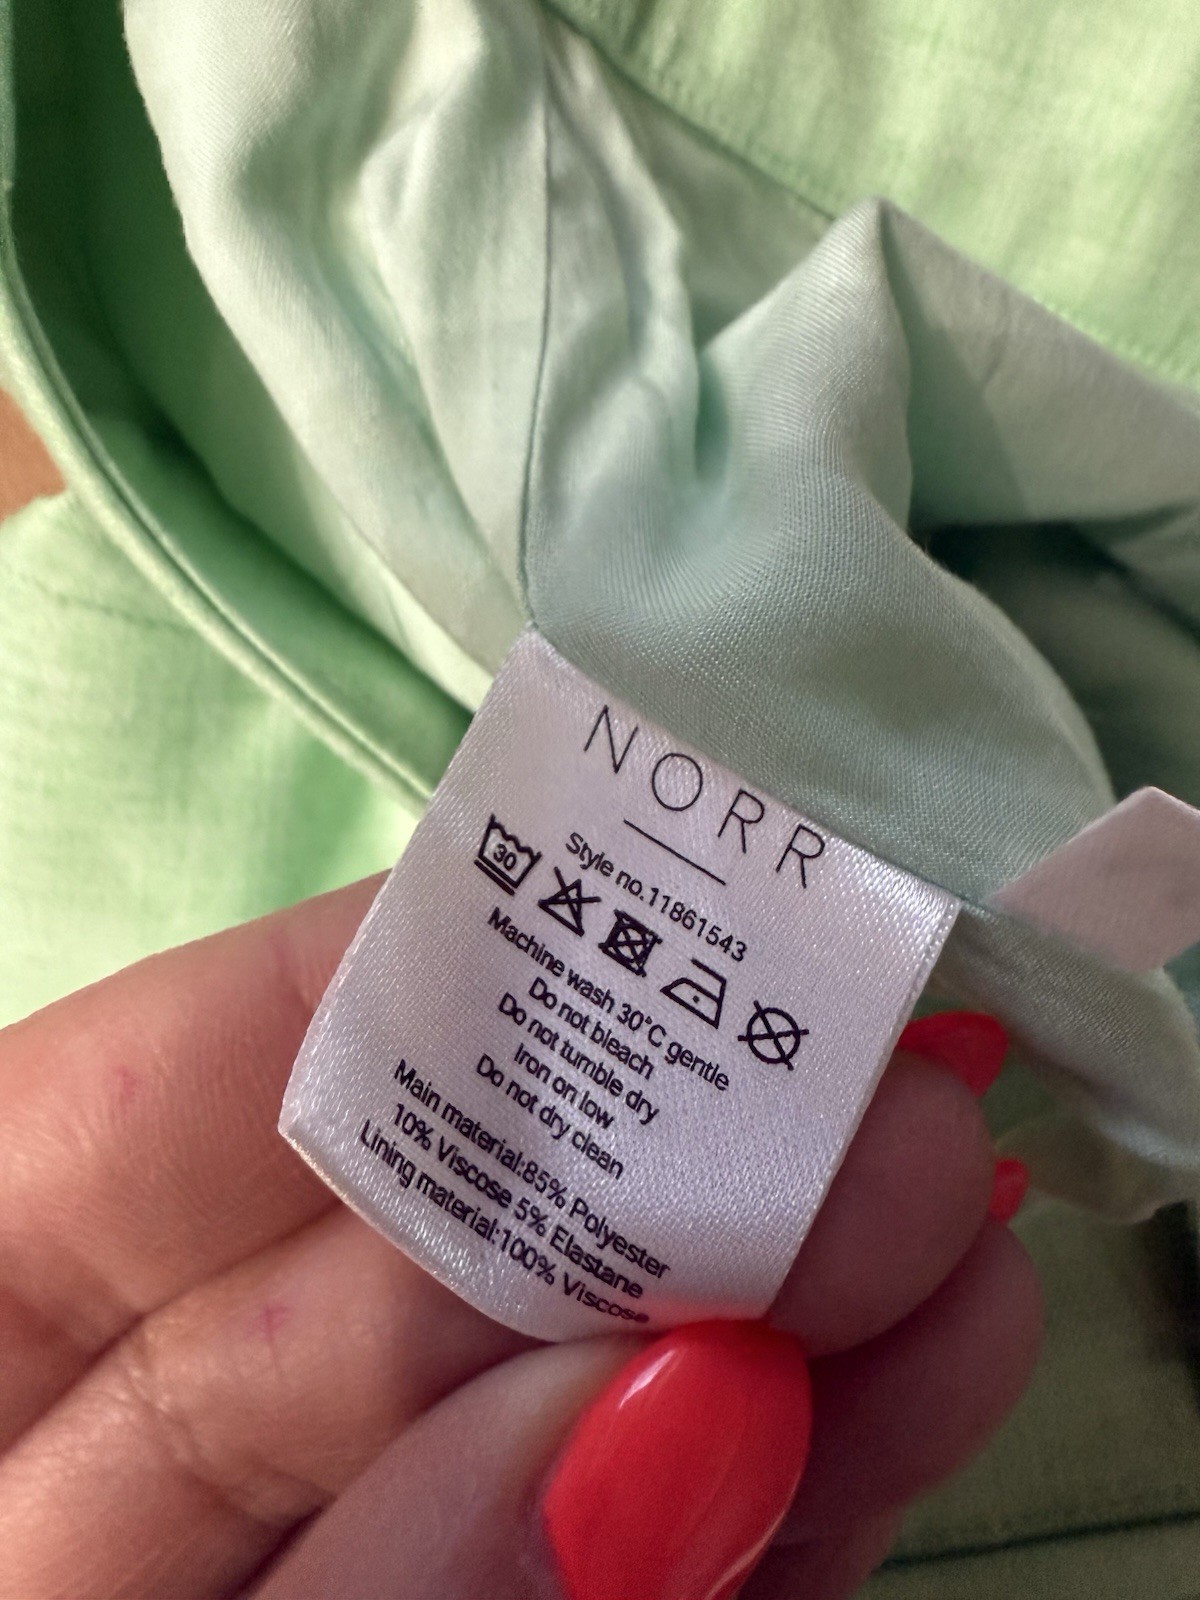 NORR
Style no.11861543
30
Machine wash 30°C gentle
Do not bleach
Do not tumble dry
Iron on low
Do not dry clean
Main material:85% Polyester
10% Viscose 5% Elastane
Lining material:100% Viscose